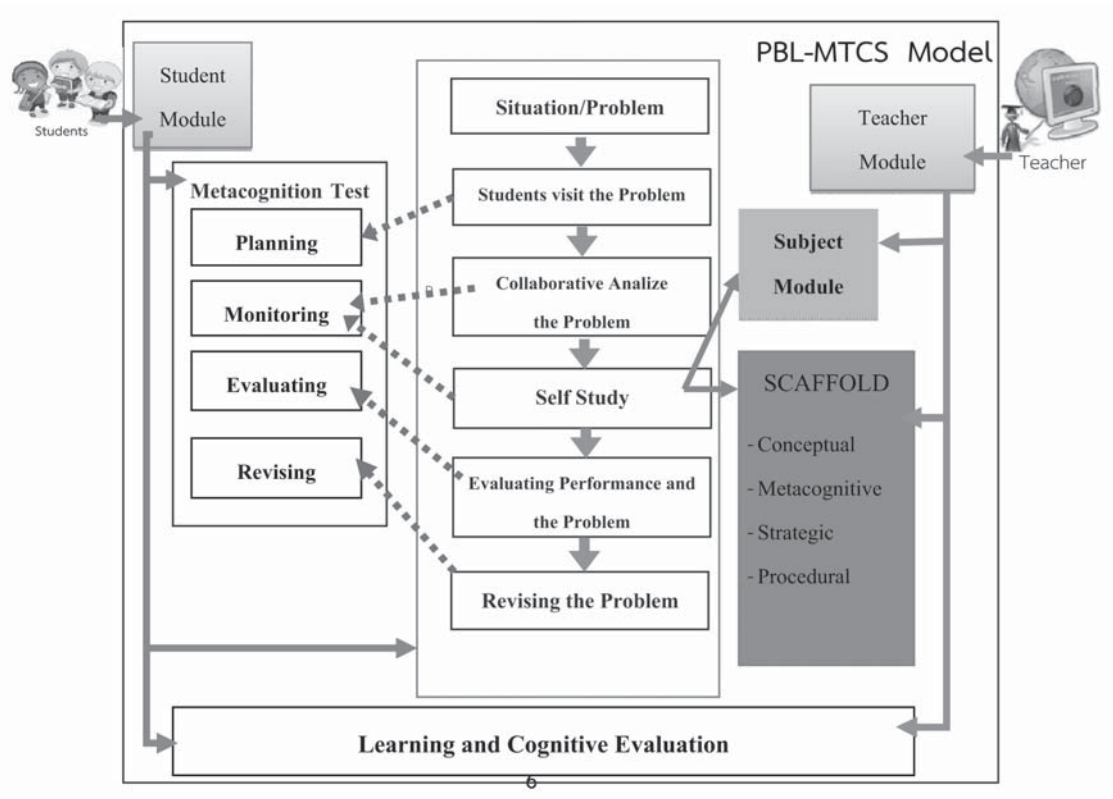 PBL-MTCS Model
Students
Student
Module
Metacognition Test
Planning
Monitoring
Evaluating
Revising
Situation/Problem
Students visit the Problem
Collaborative Analize
the Problem
Self Study
Evaluating Performance and
the Problem
Revising the Problem
Teacher
Module
Teacher
Subject
Module
SCAFFOLD
- Conceptual
- Metacognitive
- Strategic
- Procedural
Learning and Cognitive Evaluation
6